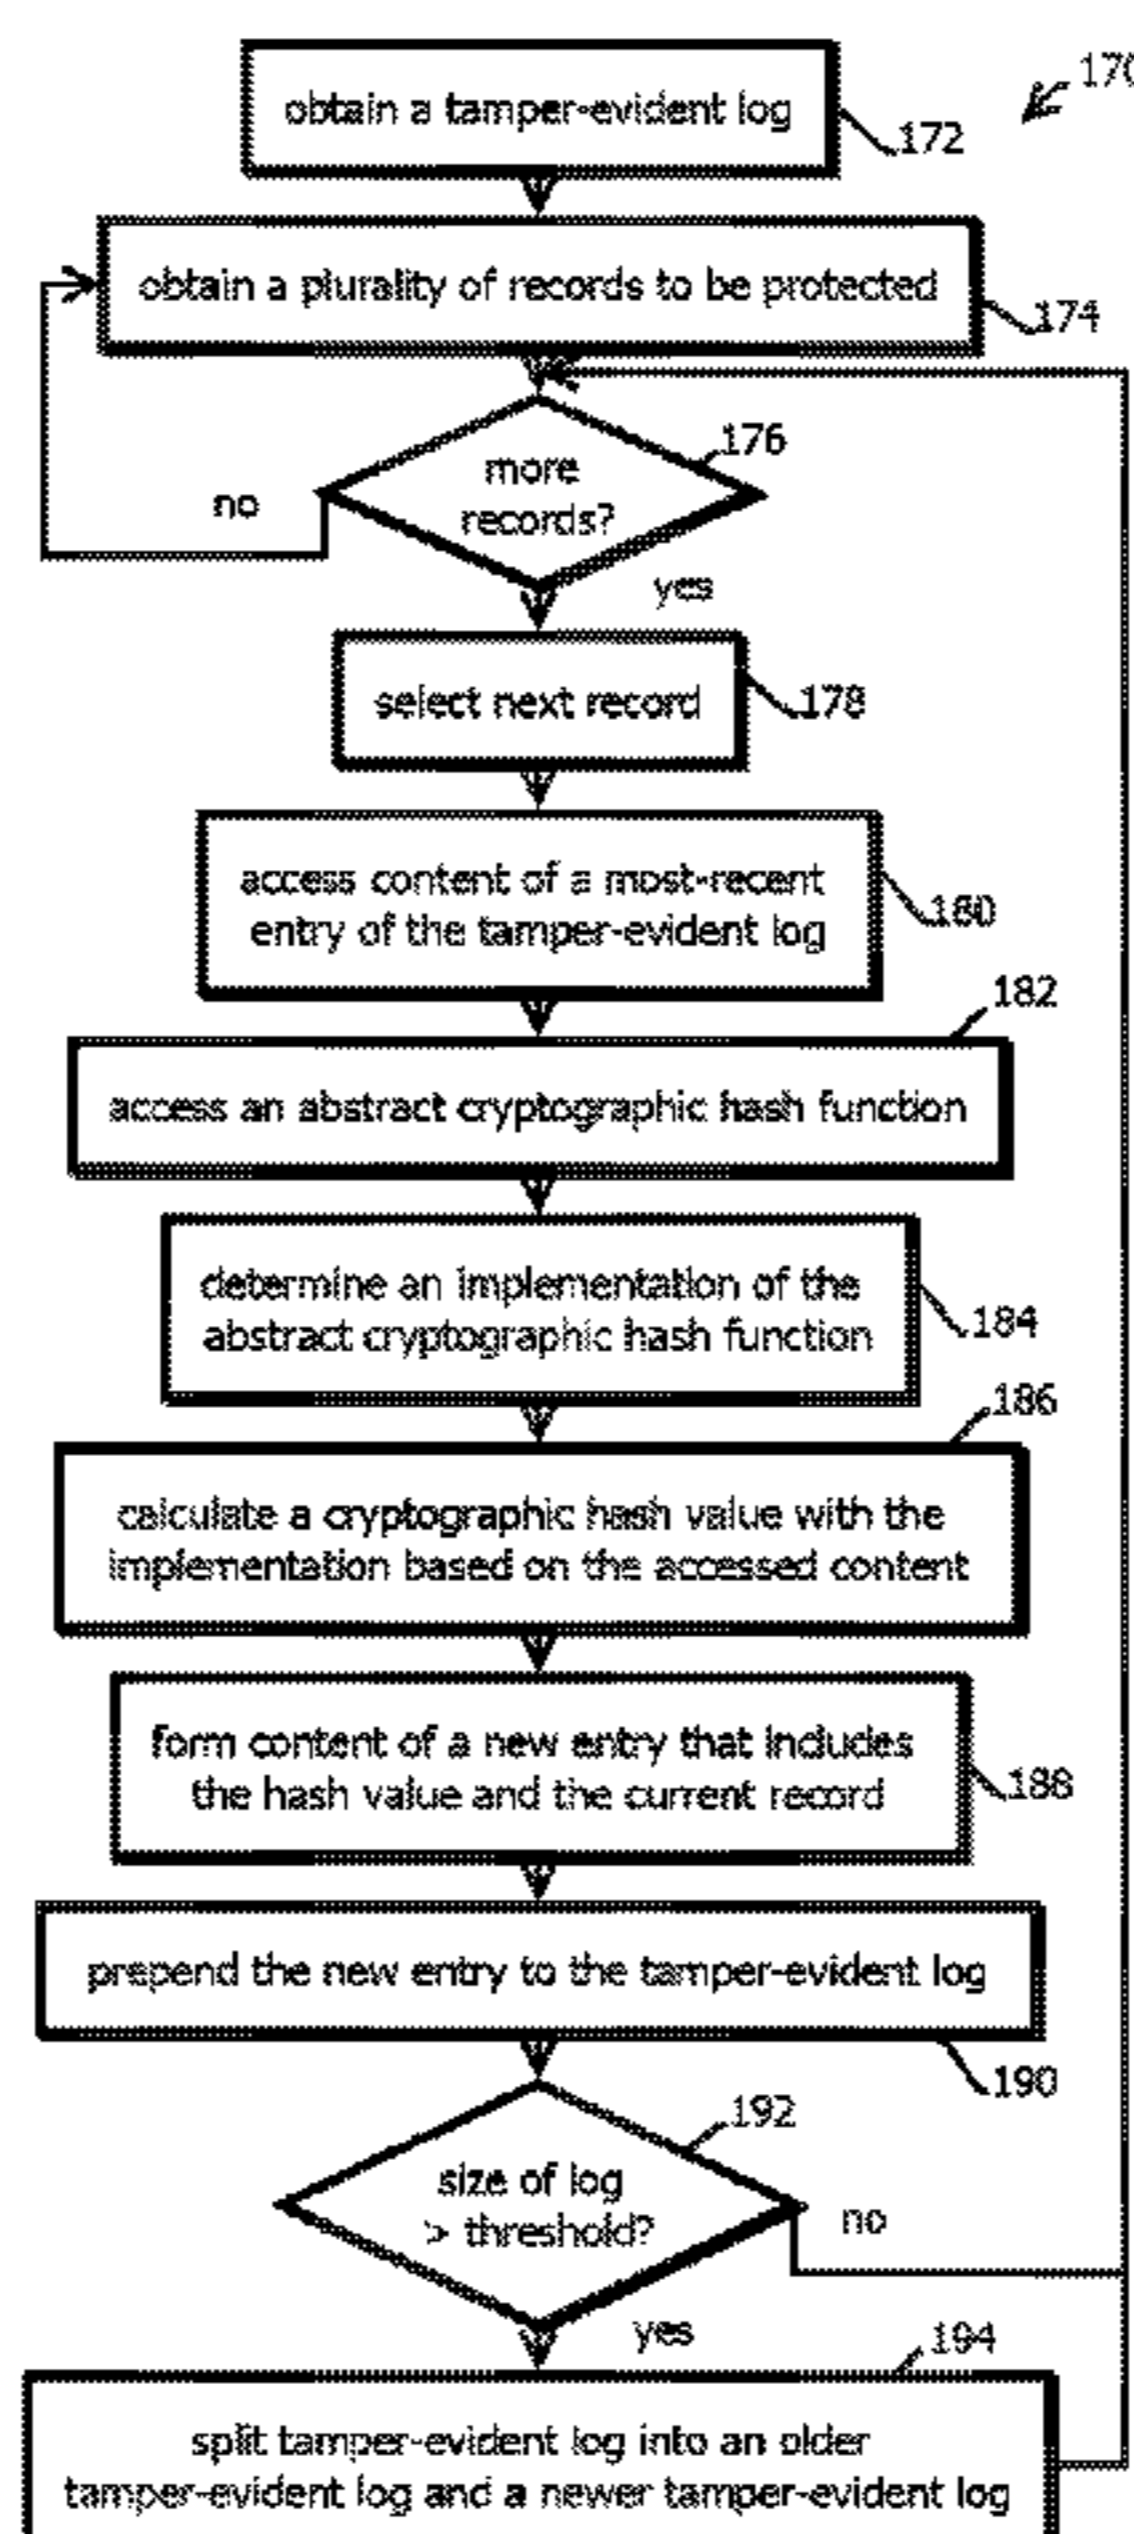 170
obtain a tamper-evident log
172
obtain a plurality of records to be protected
174
176
more
records?
no
yes
select next record
178
access content of a most-recent
entry of the tamper-evident log
180
182
access an abstract cryptographic hash function
determine an implementation of the
abstract cryptographic hash function
184
186
calculate a cryptographic hash value with the
implementation based on the accessed content
form content of a new entry that includes
the hash value and the current record
188
prepend the new entry to the tamper-evident log
190
192
size of log
> threshold?
no
yes
194
split tamper-evident log into an older
tamper-evident log and a newer tamper-evident log